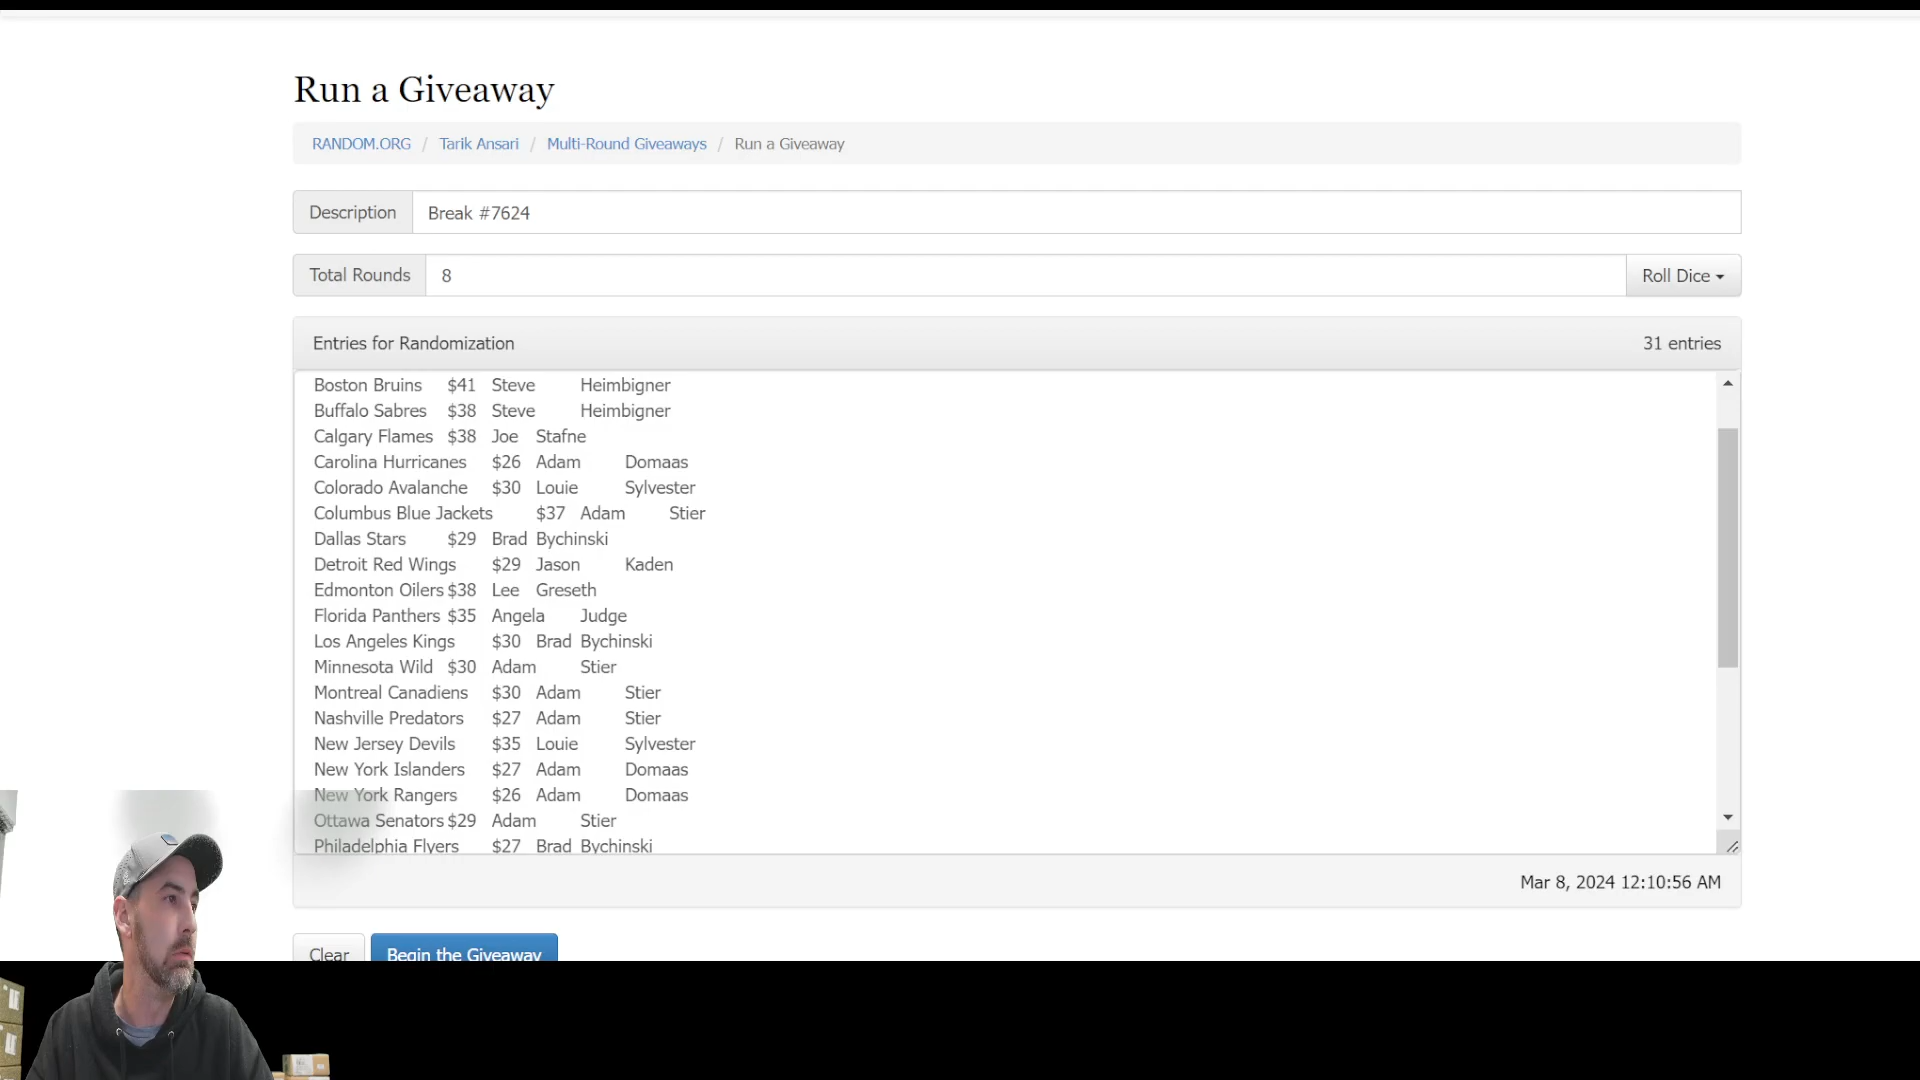 Run a Giveaway
RANDOM.ORG / Tarik Ansari / Multi-Round Giveaways / Run a Giveaway
Description Break #7624
Total Rounds 8 Roll Dice
Entries for Randomization 31 entries
Boston Bruins $41 Steve Heimbigner
Buffalo Sabres $38 Steve Heimbigner
Calgary Flames $38 Joe Stafne
Carolina Hurricanes $26 Adam Domaas
Colorado Avalanche $30 Louie Sylvester
Columbus Blue Jackets $37 Adam Stier
Dallas Stars $29 Brad Bychinski
Detroit Red Wings $29 Jason Kaden
Edmonton Oilers $38 Lee Greseth
Florida Panthers $35 Angela Judge
Los Angeles Kings $30 Brad Bychinski
Minnesota Wild $30 Adam Stier
Montreal Canadiens $30 Adam Stier
Nashville Predators $27 Adam Stier
New Jersey Devils $35 Louie Sylvester
New York Islanders $27 Adam Domaas
New York Rangers $26 Adam Domaas
Ottawa Senators $29 Adam Stier
Philadelphia Flyers $27 Brad Bychinski
Mar 8, 2024 12:10:56 AM
Clear Begin the Giveaway